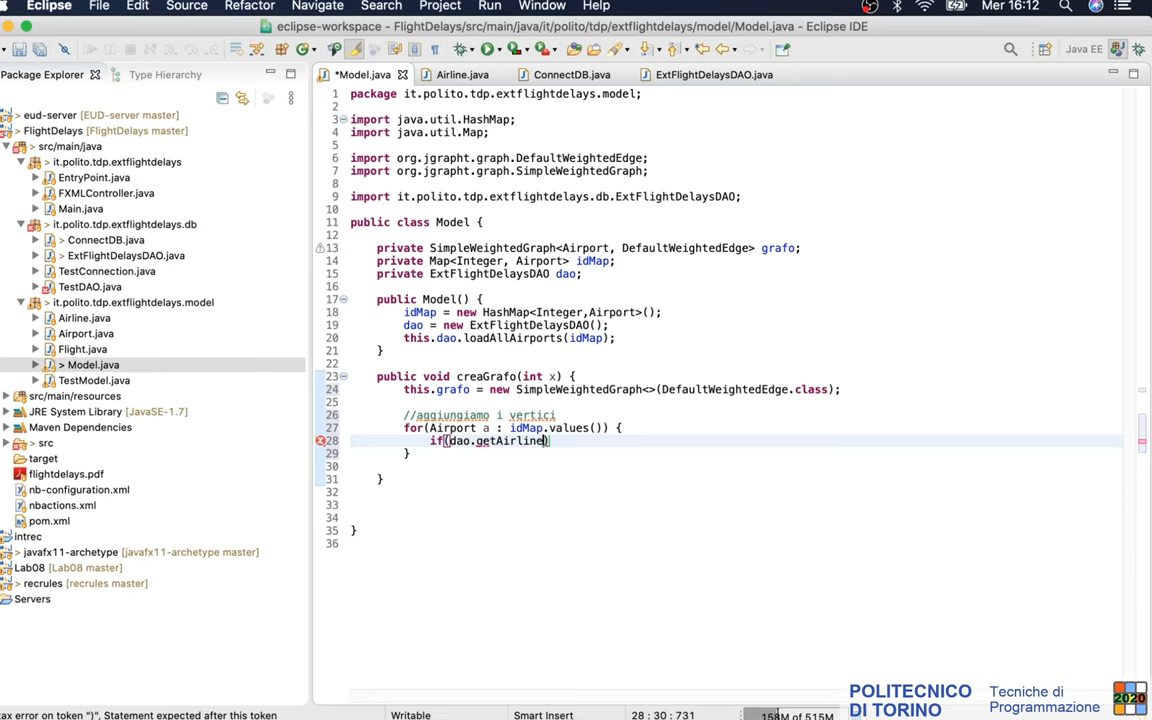 Eclipse File Edit Source Refactor Navigate Search Project Run Window Help Mer 16:12
eclipse-workspace - FlightDelays/src/main/java/it/polito/tdp/extflightdelays/model/Model.java - Eclipse IDE
Java EE
Package Explorer Type Hierarchy
*Model.java Airline.java ConnectDB.java ExtFlightDelaysDAO.java
> eud-server [EUD-server master]
> FlightDelays [FlightDelays master]
> src/main/java
> it.polito.tdp.extflightdelays
EntryPoint.java
> FXMLController.java
> Main.java
> it.polito.tdp.extflightdelays.db
> ConnectDB.java
> ExtFlightDelaysDAO.java
TestConnection.java
TestDAO.java
> it.polito.tdp.extflightdelays.model
Airline.java
Airport.java
Flight.java
> Model.java
TestModel.java
> src/main/resources
JRE System Library [JavaSE-1.7]
Maven Dependencies
> src
target
flightdelays.pdf
nb-configuration.xml
nbactions.xml
pom.xml
intrec
> javafx11-archetype [javafx11-archetype master]
Lab08 [Lab08 master]
> recrules [recrules master]
Servers
1 package it.polito.tdp.extflightdelays.model;
2
3 import java.util.HashMap;
4 import java.util.Map;
5
6 import org.jgrapht.graph.DefaultWeightedEdge;
7 import org.jgrapht.graph.SimpleWeightedGraph;
8
9 import it.polito.tdp.extflightdelays.db.ExtFlightDelaysDAO;
10
11 public class Model {
12
13 private SimpleWeightedGraph<Airport, DefaultWeightedEdge> grafo;
14 private Map<Integer, Airport> idMap;
15 private ExtFlightDelaysDAO dao;
16
17 public Model() {
18 idMap = new HashMap<Integer,Airport>();
19 dao = new ExtFlightDelaysDAO();
20 this.dao.loadAllAirports(idMap);
21 }
22
23 public void creaGrafo(int x) {
24 this.grafo = new SimpleWeightedGraph<>(DefaultWeightedEdge.class);
25
26 //aggiungiamo i vertici
27 for(Airport a : idMap.values()) {
28 if(dao.getAirline)
29 }
30
31 }
32
33
34
35 }
36
tax error on token ")", Statement expected after this token Writable Smart Insert 28 : 30 : 731 158M of 515M
POLITECNICO
DI TORINO
Tecniche di
Programmazione
2020